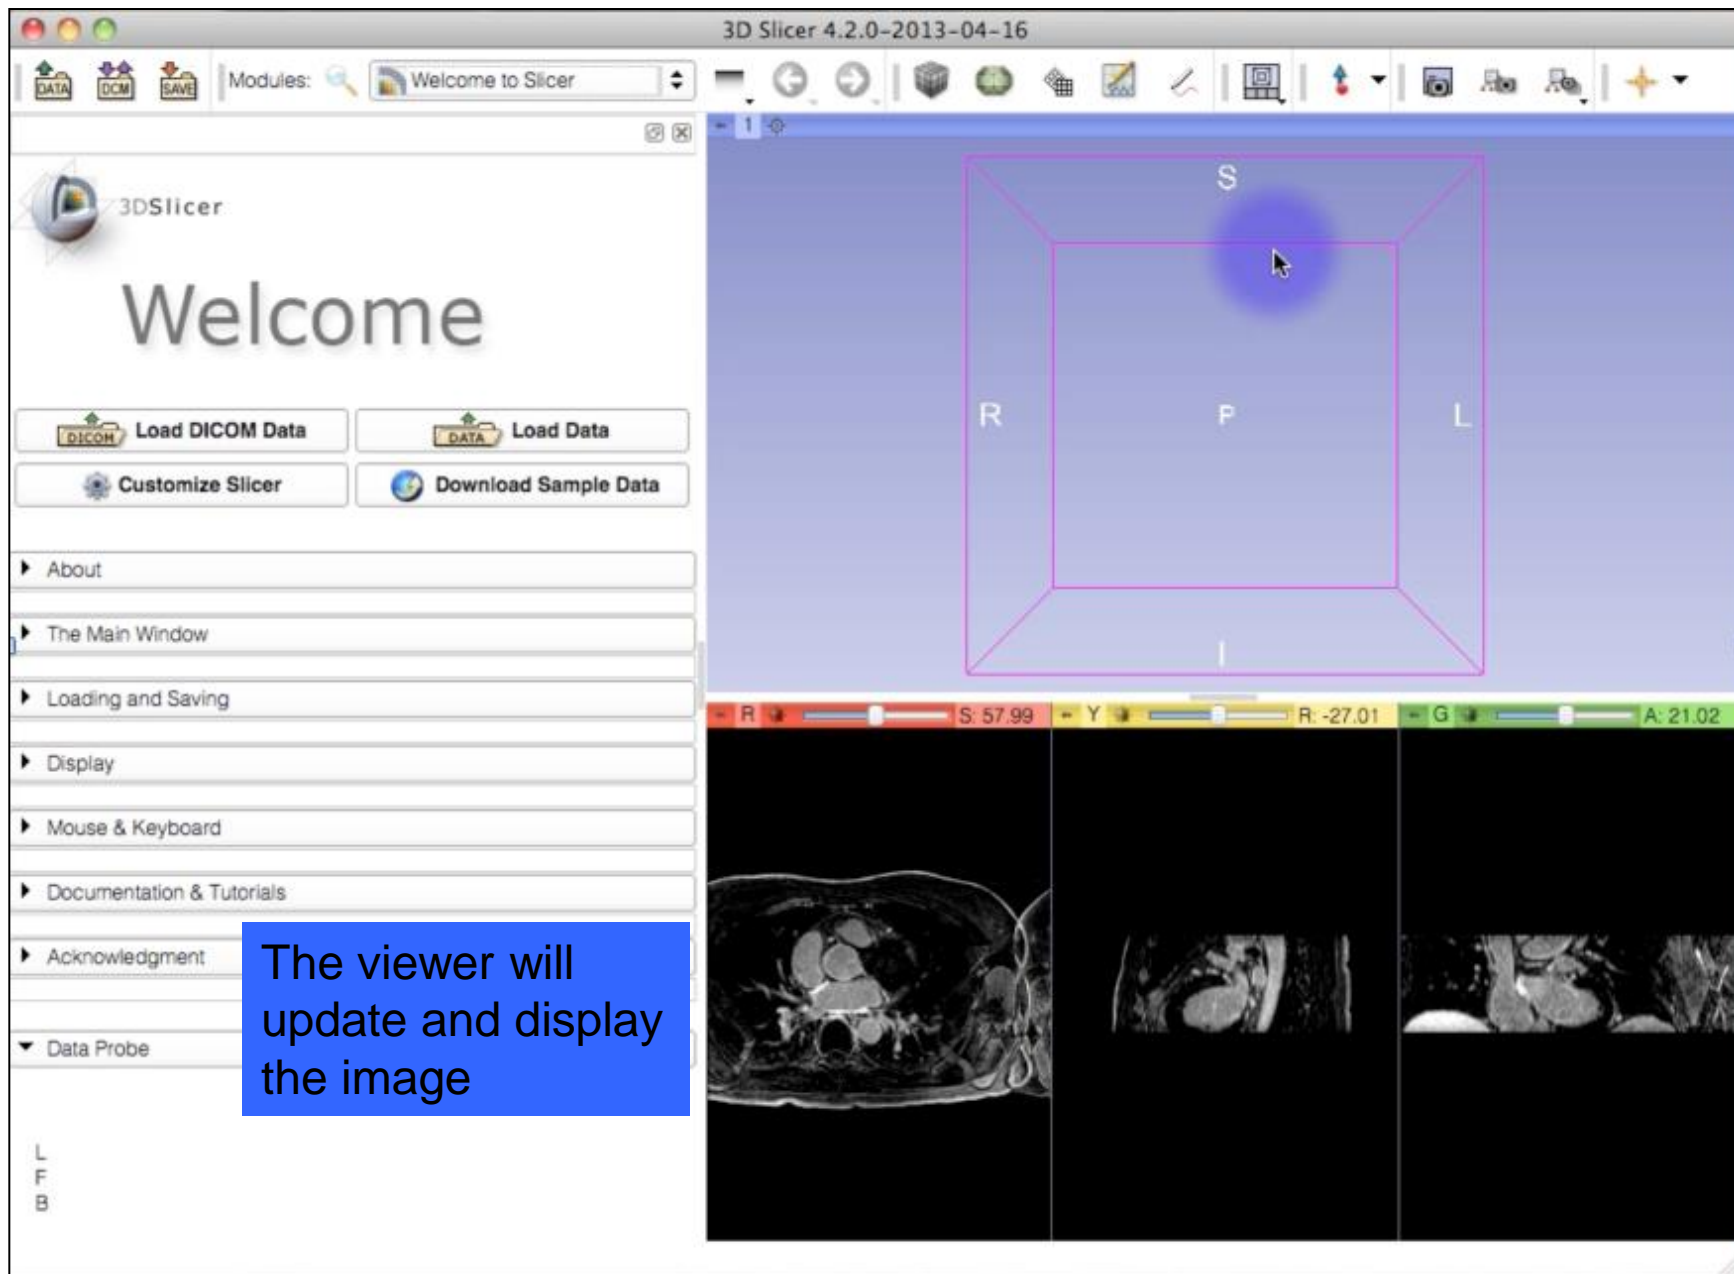 3D Slicer 4.2.0-2013-04-16
DATA DCM SAVE Modules: Welcome to Slicer
1
3DSlicer
Welcome
DICOM Load DICOM Data DATA Load Data
Customize Slicer Download Sample Data
About
The Main Window
Loading and Saving
Display
Mouse & Keyboard
Documentation & Tutorials
Acknowledgment
Data Probe
L
F
B
The viewer will
update and display
the image
S
R P L
I
R S: 57.99 Y R: -27.01 G A: 21.02